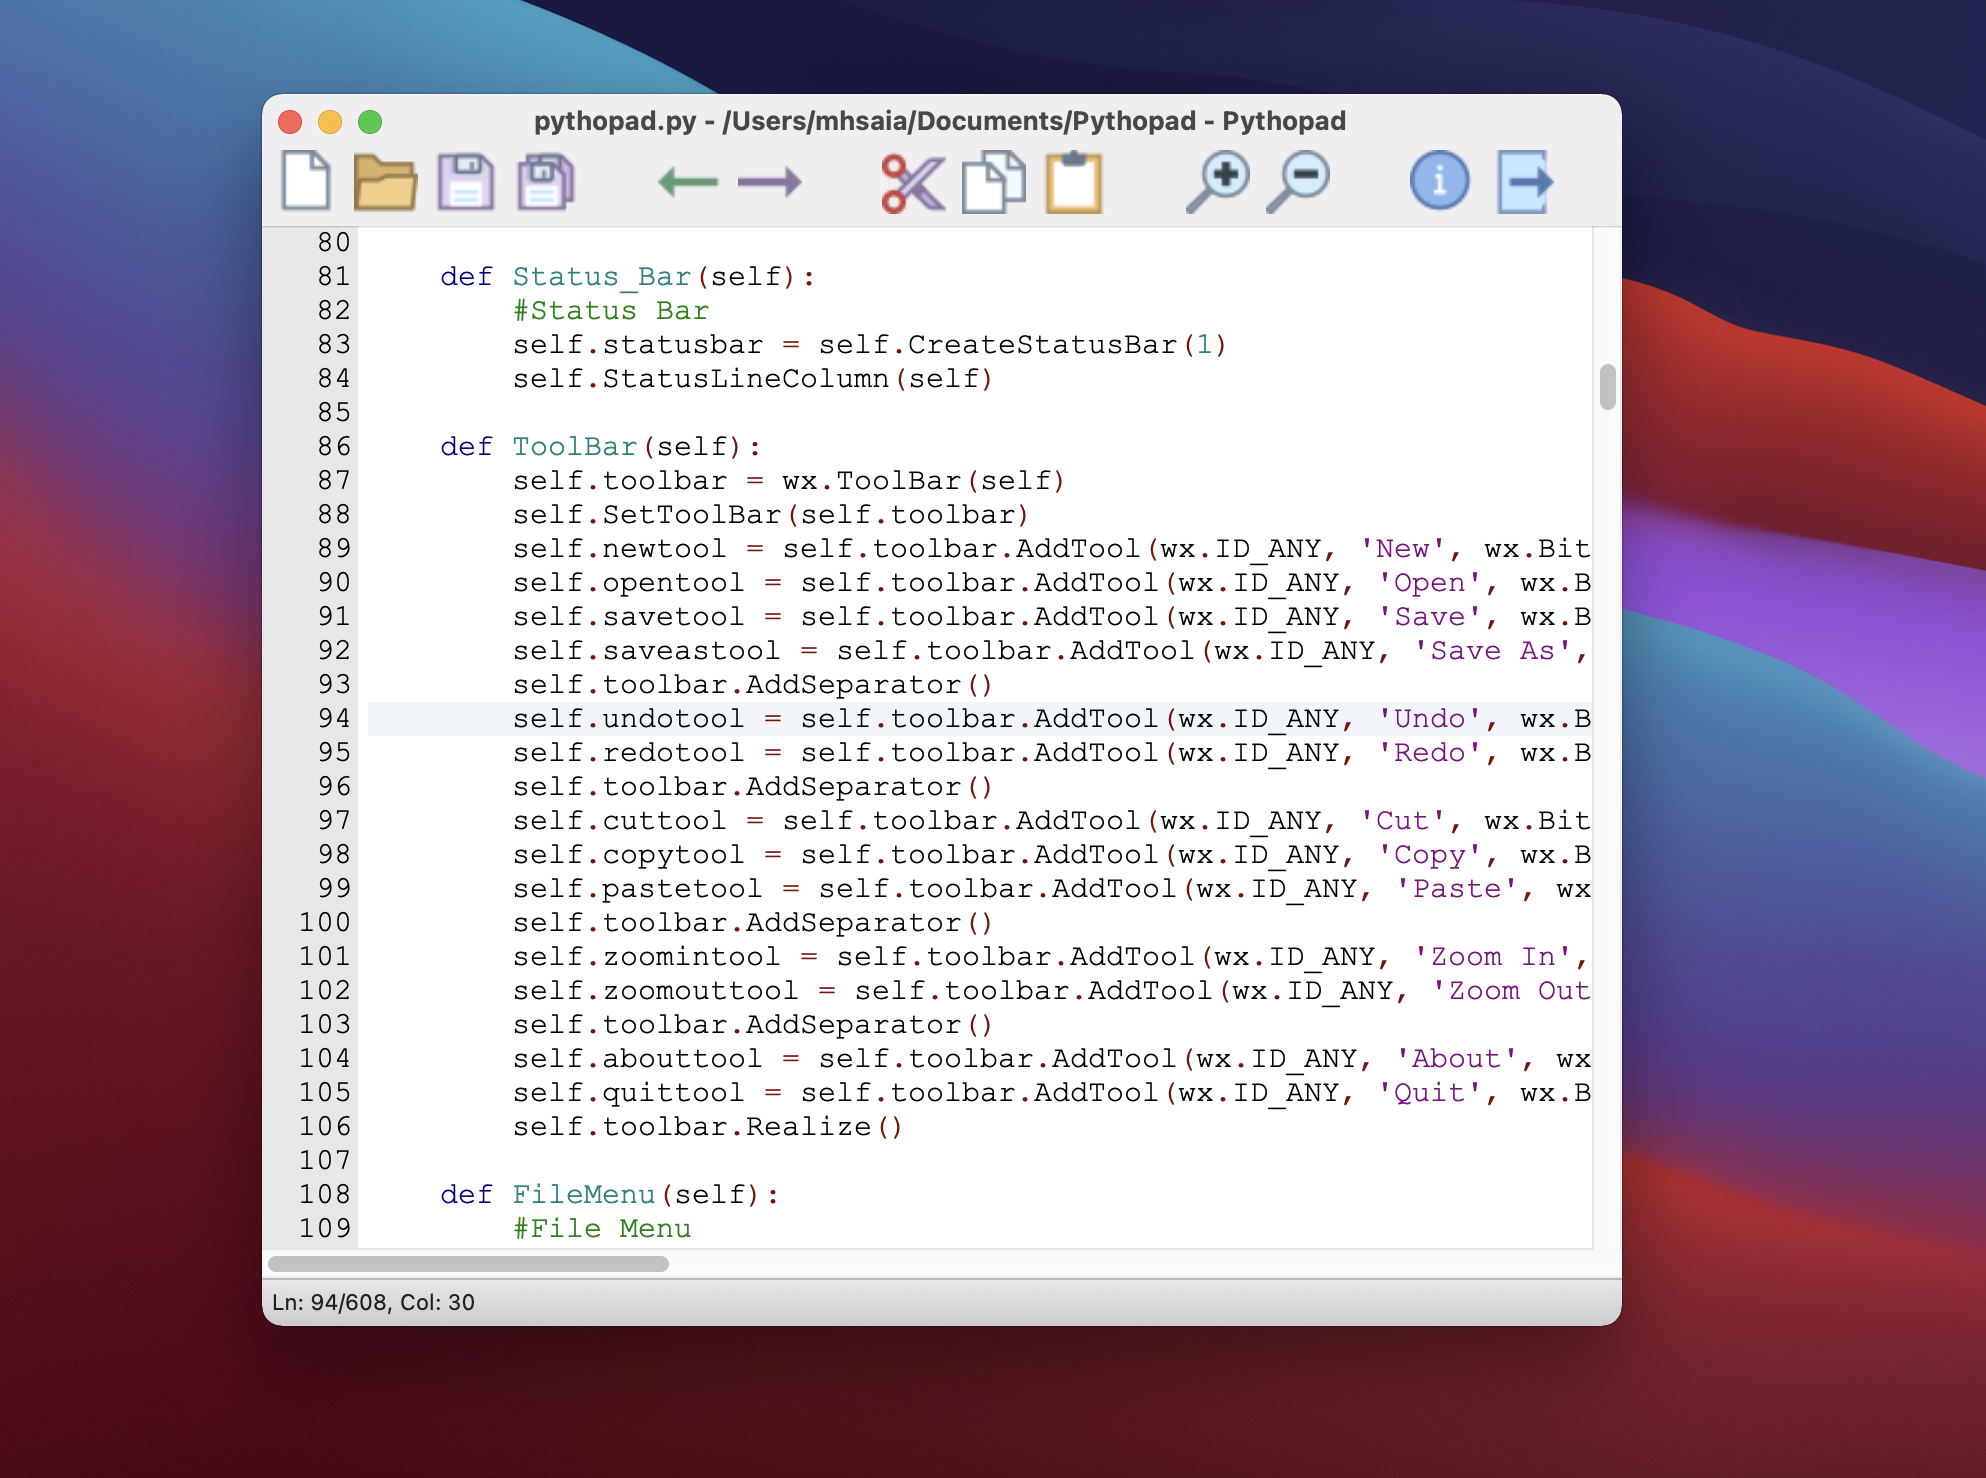 pythopad.py - /Users/mhsaia/Documents/Pythopad - Pythopad
80
81 def Status_Bar(self):
82 #Status Bar
83 self.statusbar = self.CreateStatusBar(1)
84 self.StatusLineColumn(self)
85
86 def ToolBar(self):
87 self.toolbar = wx.ToolBar(self)
88 self.SetToolBar(self.toolbar)
89 self.newtool = self.toolbar.AddTool(wx.ID_ANY, 'New', wx.Bit
90 self.opentool = self.toolbar.AddTool(wx.ID_ANY, 'Open', wx.B
91 self.savetool = self.toolbar.AddTool(wx.ID_ANY, 'Save', wx.B
92 self.saveastool = self.toolbar.AddTool(wx.ID_ANY, 'Save As',
93 self.toolbar.AddSeparator()
94 self.undotool = self.toolbar.AddTool(wx.ID_ANY, 'Undo', wx.B
95 self.redotool = self.toolbar.AddTool(wx.ID_ANY, 'Redo', wx.B
96 self.toolbar.AddSeparator()
97 self.cuttool = self.toolbar.AddTool(wx.ID_ANY, 'Cut', wx.Bit
98 self.copytool = self.toolbar.AddTool(wx.ID_ANY, 'Copy', wx.B
99 self.pastetool = self.toolbar.AddTool(wx.ID_ANY, 'Paste', wx
100 self.toolbar.AddSeparator()
101 self.zoomintool = self.toolbar.AddTool(wx.ID_ANY, 'Zoom In',
102 self.zoomouttool = self.toolbar.AddTool(wx.ID_ANY, 'Zoom Out
103 self.toolbar.AddSeparator()
104 self.abouttool = self.toolbar.AddTool(wx.ID_ANY, 'About', wx
105 self.quittool = self.toolbar.AddTool(wx.ID_ANY, 'Quit', wx.B
106 self.toolbar.Realize()
107
108 def FileMenu(self):
109 #File Menu
Ln: 94/608, Col: 30